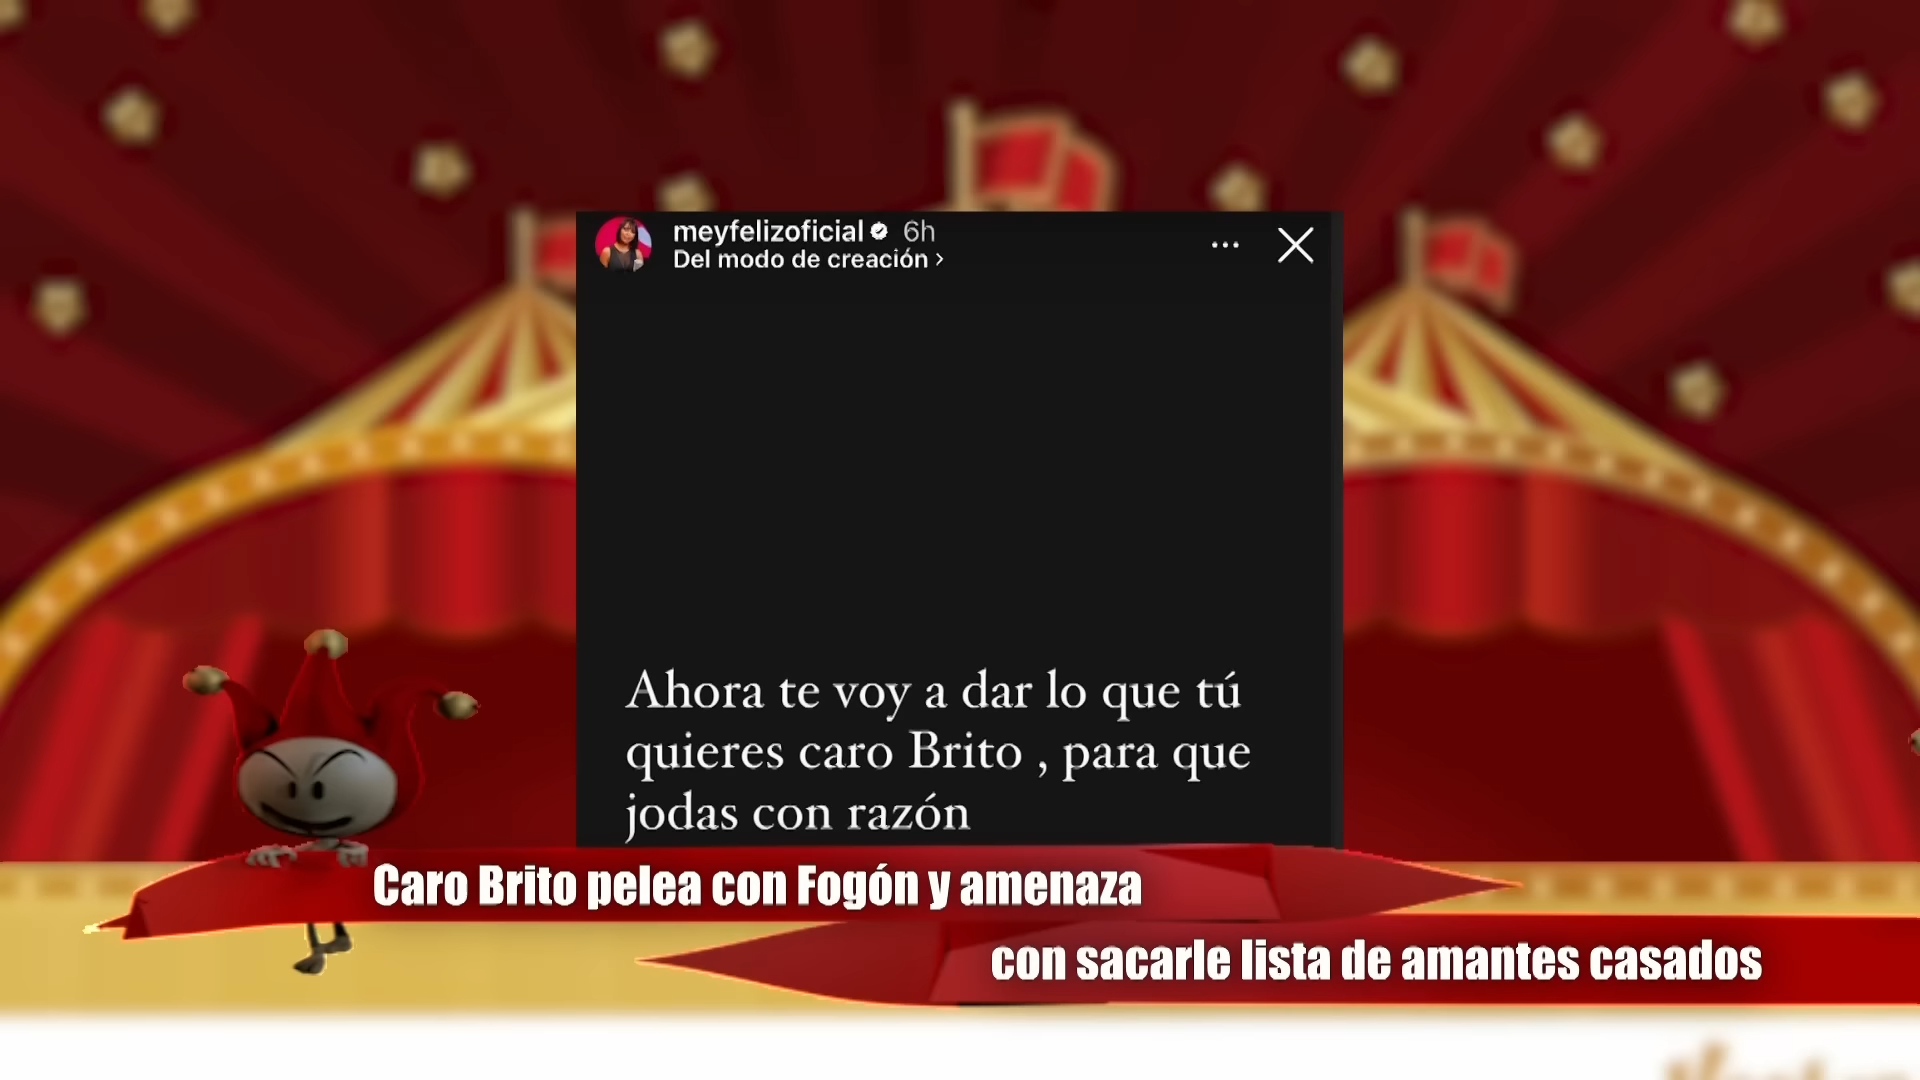 meyfelizoficial 6h
Del modo de creación ›
Ahora te voy a dar lo que tú
quieres caro Brito , para que
jodas con razón
Caro Brito pelea con Fogón y amenaza
con sacarle lista de amantes casados